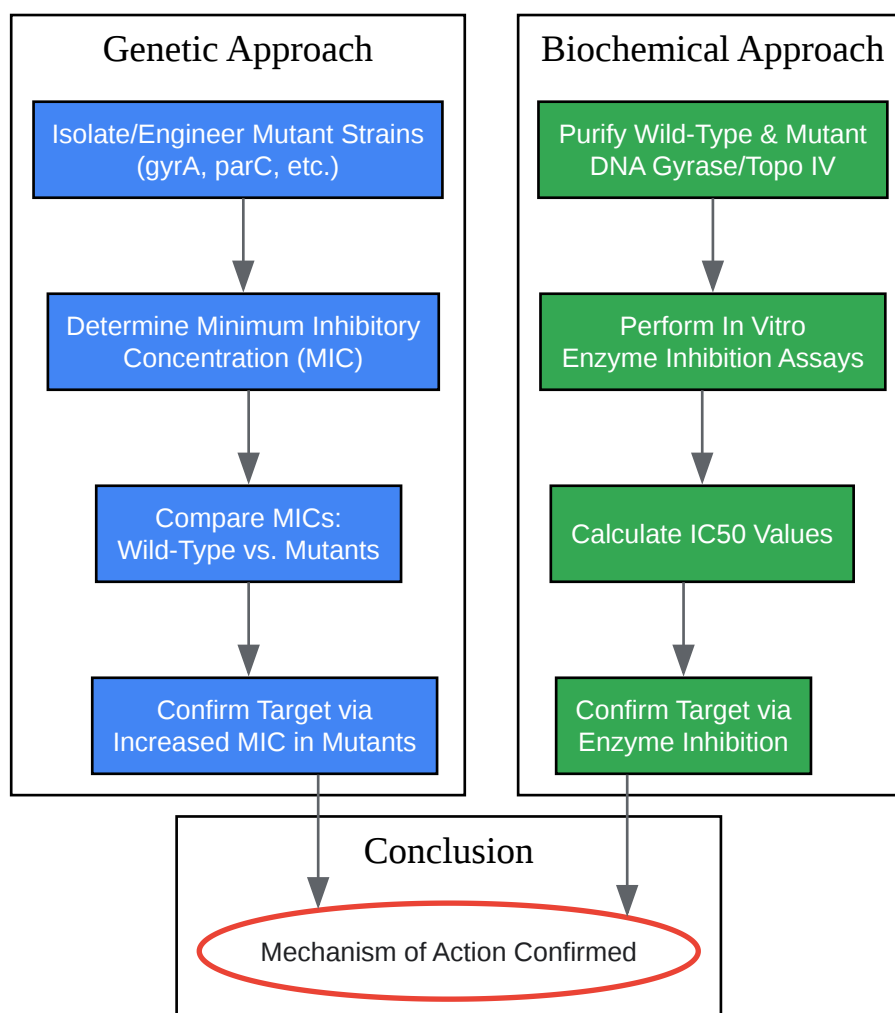 Genetic Approach
Isolate/Engineer Mutant Strains
(gyrA, parC, etc.)
Determine Minimum Inhibitory
Concentration (MIC)
Compare MICs:
Wild-Type vs. Mutants
Confirm Target via
Increased MIC in Mutants
Biochemical Approach
Purify Wild-Type & Mutant
DNA Gyrase/Topo IV
Perform In Vitro
Enzyme Inhibition Assays
Calculate IC50 Values
Confirm Target via
Enzyme Inhibition
Conclusion
Mechanism of Action Confirmed